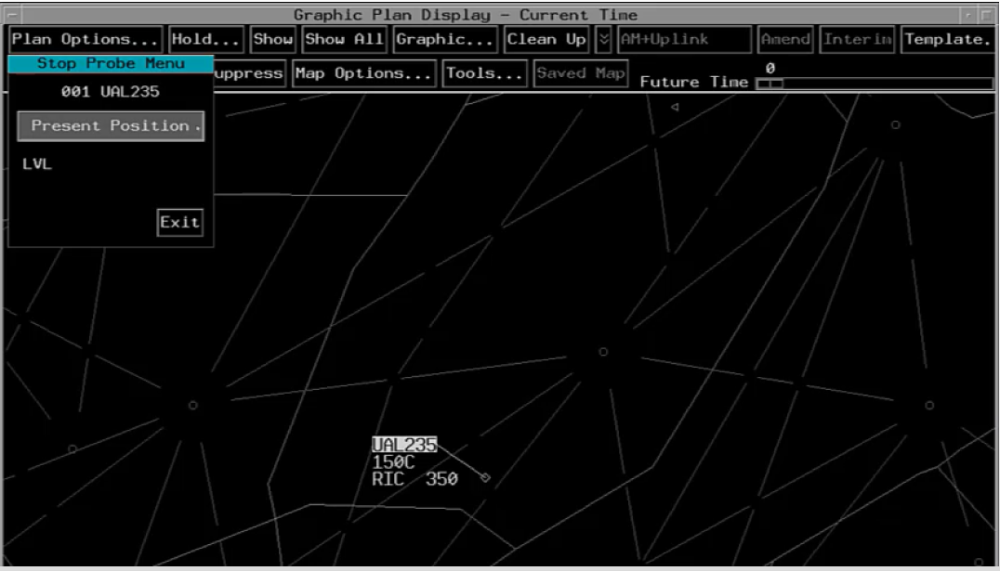 Graphic Plan Display - Current Time
Plan Options... Hold... Show Show All Graphic... Clean Up AM+Uplink Amend Interim Template.
Stop Probe Menu
uppress Map Options... Tools... Saved Map Future Time 0
001 UAL235
Present Position.
LVL
Exit
UAL235
150C
RIC 350